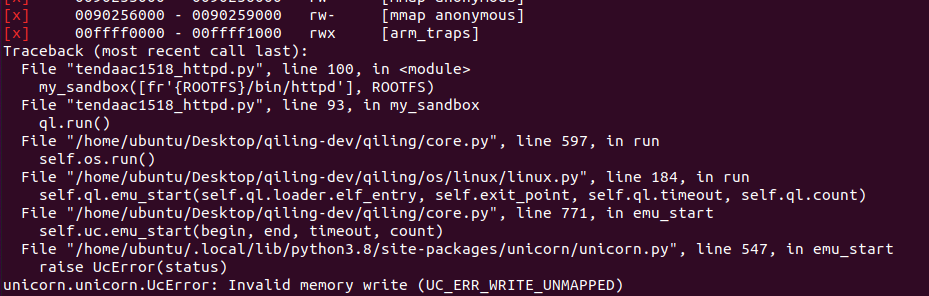 [x]     0090255000 - 0090256000   rw-     [mmap anonymous]
[x]     0090256000 - 0090259000   rw-     [mmap anonymous]
[x]     00ffff0000 - 00ffff1000   rwx     [arm_traps]
Traceback (most recent call last):
  File "tendaac1518_httpd.py", line 100, in <module>
    my_sandbox([fr'{ROOTFS}/bin/httpd'], ROOTFS)
  File "tendaac1518_httpd.py", line 93, in my_sandbox
    ql.run()
  File "/home/ubuntu/Desktop/qiling-dev/qiling/core.py", line 597, in run
    self.os.run()
  File "/home/ubuntu/Desktop/qiling-dev/qiling/os/linux/linux.py", line 184, in run
    self.ql.emu_start(self.ql.loader.elf_entry, self.exit_point, self.ql.timeout, self.ql.count)
  File "/home/ubuntu/Desktop/qiling-dev/qiling/core.py", line 771, in emu_start
    self.uc.emu_start(begin, end, timeout, count)
  File "/home/ubuntu/.local/lib/python3.8/site-packages/unicorn/unicorn.py", line 547, in emu_start
    raise UcError(status)
unicorn.unicorn.UcError: Invalid memory write (UC_ERR_WRITE_UNMAPPED)